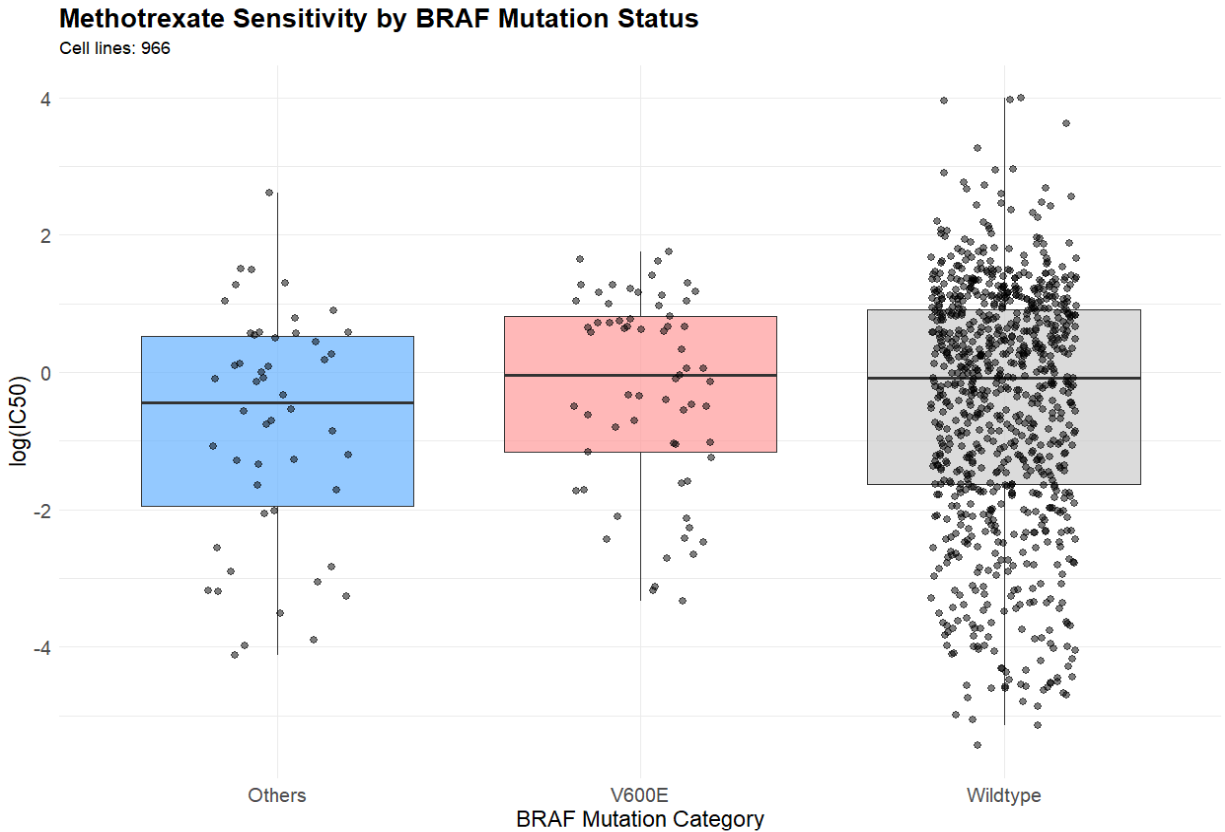 Methotrexate Sensitivity by BRAF Mutation Status
Cell lines: 966
log(IC50)
4
2
0
-2
-4
Others V600E Wildtype
BRAF Mutation Category